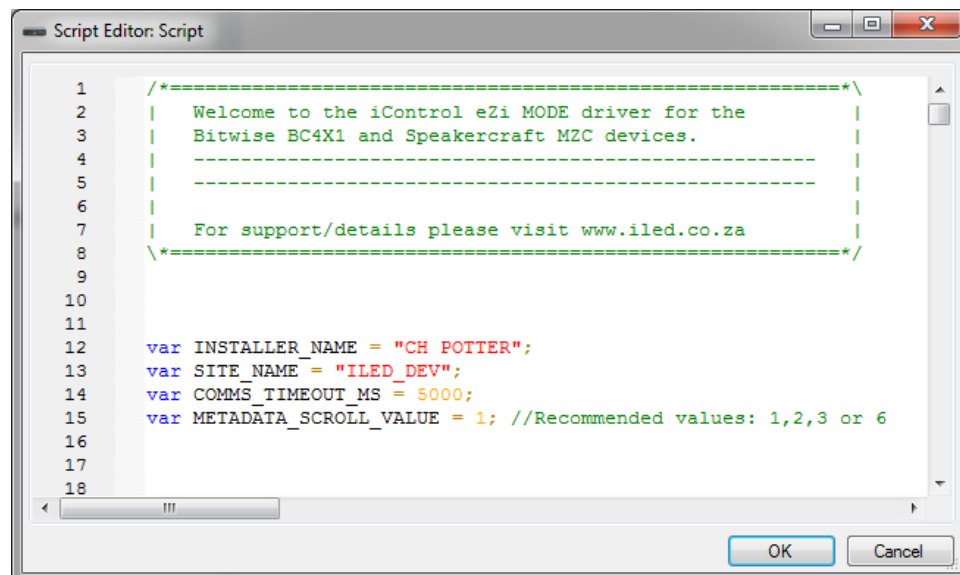 Script Editor: Script
1 /*=========================================================*\
2 | Welcome to the iControl eZi MODE driver for the |
3 | Bitwise BC4X1 and Speakercraft MZC devices. |
4 | ----------------------------------------------------- |
5 | ----------------------------------------------------- |
6 | |
7 | For support/details please visit www.iled.co.za |
8 \*=========================================================*/
9
10
11
12 var INSTALLER_NAME = "CH POTTER";
13 var SITE_NAME = "ILED_DEV";
14 var COMMS_TIMEOUT_MS = 5000;
15 var METADATA_SCROLL_VALUE = 1; //Recommended values: 1,2,3 or 6
16
17
18
OK Cancel